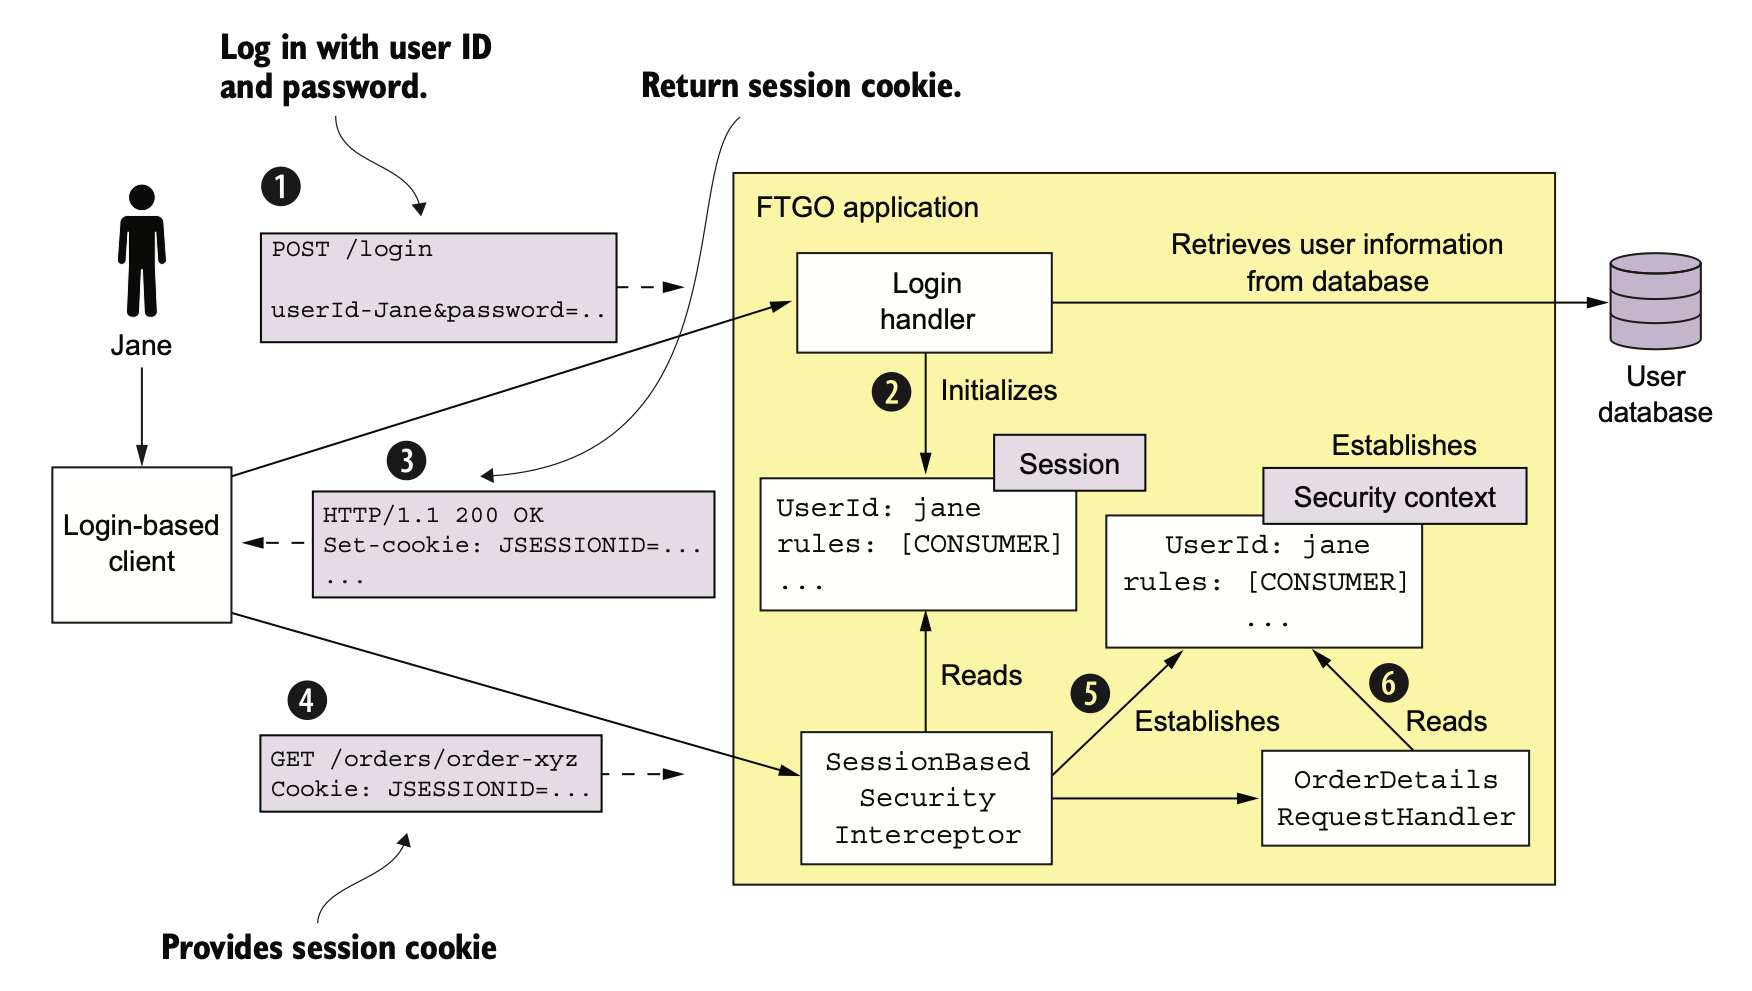 Log in with user ID
and password.
Return session cookie.
1
POST /login
userId-Jane&password=..
Jane
FTGO application
Login
handler
Retrieves user information
from database
User
database
2
Initializes
3
HTTP/1.1 200 OK
Set-cookie: JSESSIONID=...
...
Login-based
client
Session
UserId: jane
rules: [CONSUMER]
...
Establishes
Security context
UserId: jane
rules: [CONSUMER]
...
Reads
4
GET /orders/order-xyz
Cookie: JSESSIONID=...
5
Establishes
6
Reads
SessionBased
Security
Interceptor
OrderDetails
RequestHandler
Provides session cookie